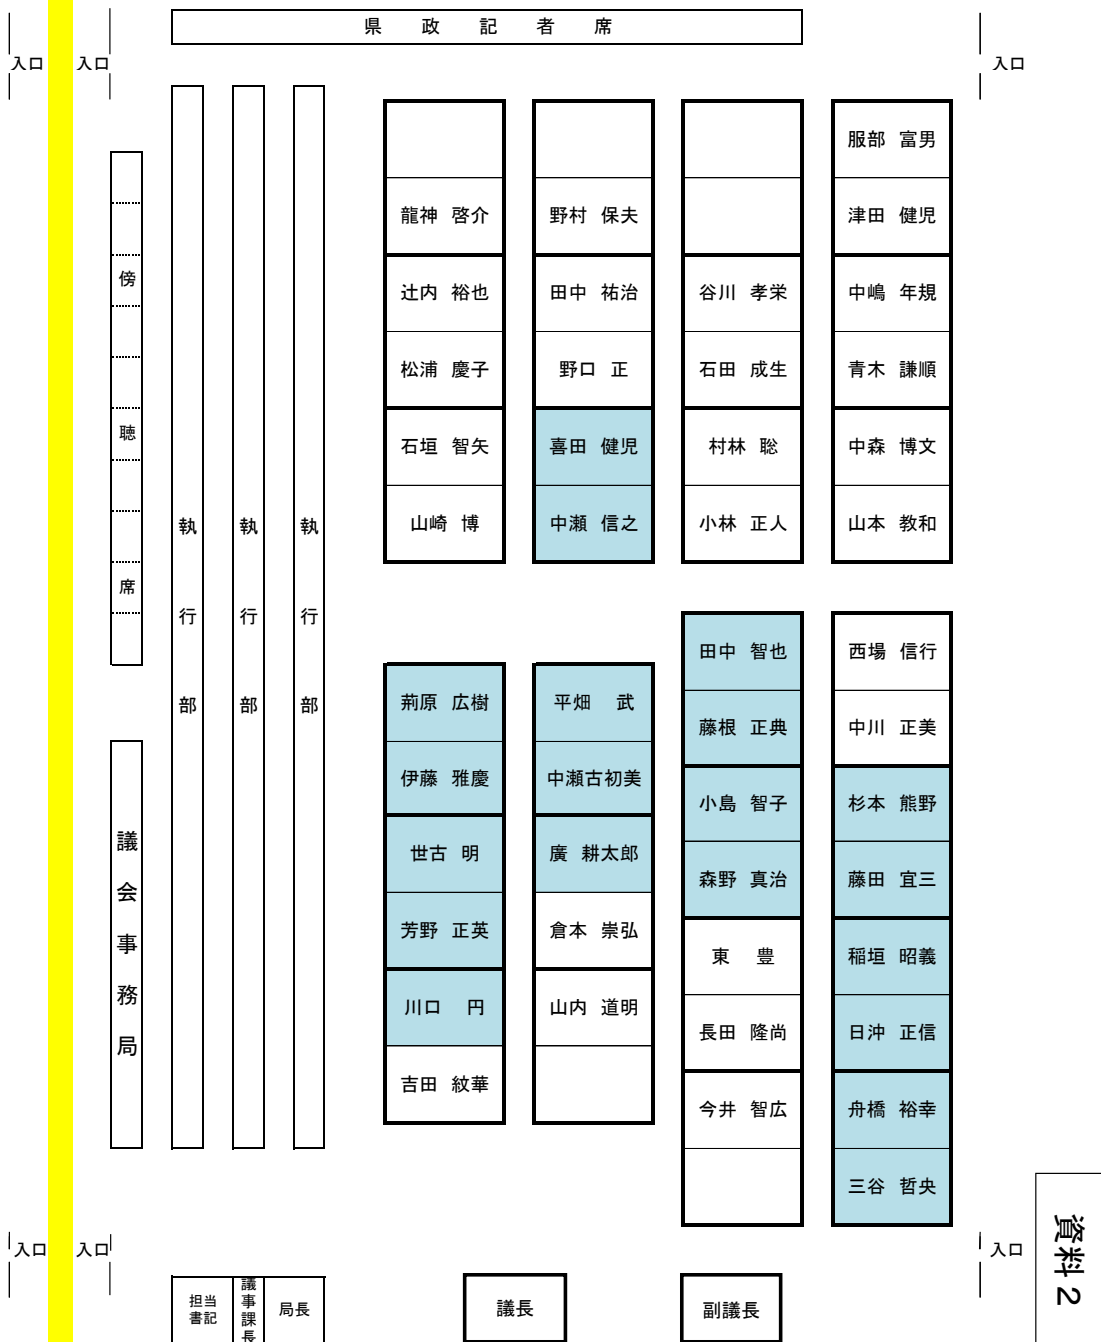 県 政 記 者 席
入口 入口 入口
服部 富男
龍神 啓介 野村 保夫 津田 健児
辻内 裕也 田中 祐治 谷川 孝栄 中嶋 年規
松浦 慶子 野口 正 石田 成生 青木 謙順
石垣 智矢 喜田 健児 村林 聡 中森 博文
山崎 博 中瀬 信之 小林 正人 山本 教和
傍聴席
執行部 執行部 執行部
田中 智也 西場 信行
荊原 広樹 平畑 武 藤根 正典 中川 正美
伊藤 雅慶 中瀬古初美 小島 智子 杉本 熊野
世古 明 廣 耕太郎 森野 真治 藤田 宜三
芳野 正英 倉本 崇弘 東 豊 稲垣 昭義
川口 円 山内 道明 長田 隆尚 日沖 正信
吉田 紋華 今井 智広 舟橋 裕幸
三谷 哲央
議会事務局
資料2
入口 入口 入口
担当書記 議事課長 局長 議長 副議長